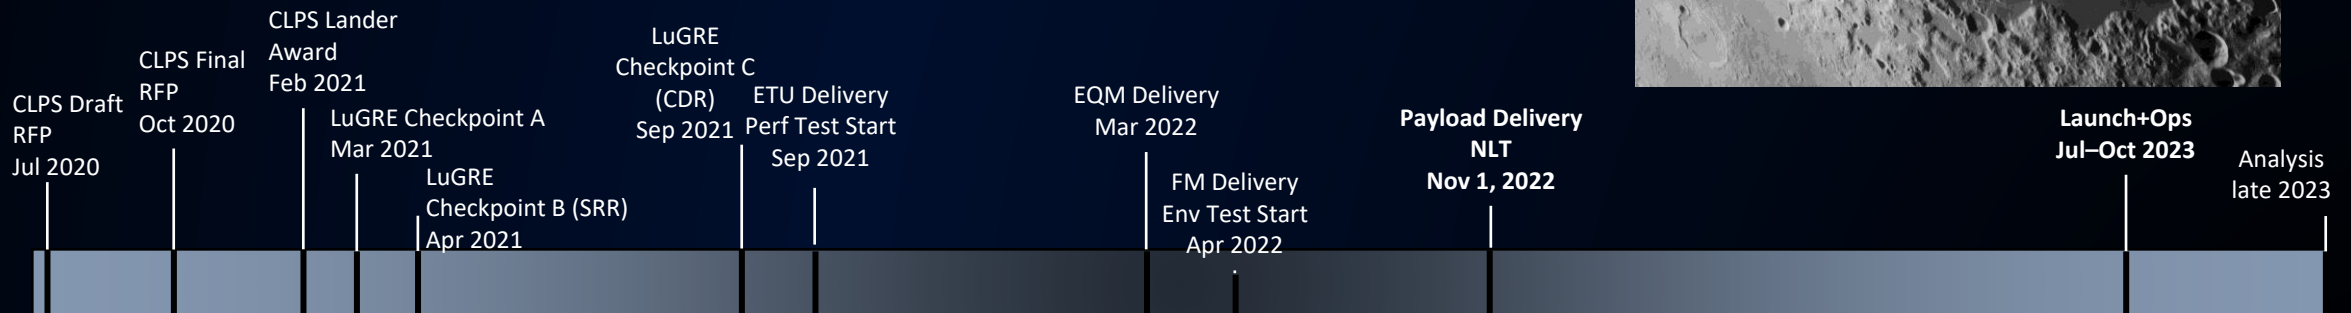 CLPS Draft
RFP
Jul 2020
CLPS Final
RFP
Oct 2020
CLPS Lander
Award
Feb 2021
LuGRE Checkpoint A
Mar 2021
LuGRE
Checkpoint B (SRR)
Apr 2021
LuGRE
Checkpoint C
(CDR)
Sep 2021
ETU Delivery
Perf Test Start
Sep 2021
EQM Delivery
Mar 2022
FM Delivery
Env Test Start
Apr 2022
Payload Delivery
NLT
Nov 1, 2022
Launch+Ops
Jul–Oct 2023
Analysis
late 2023